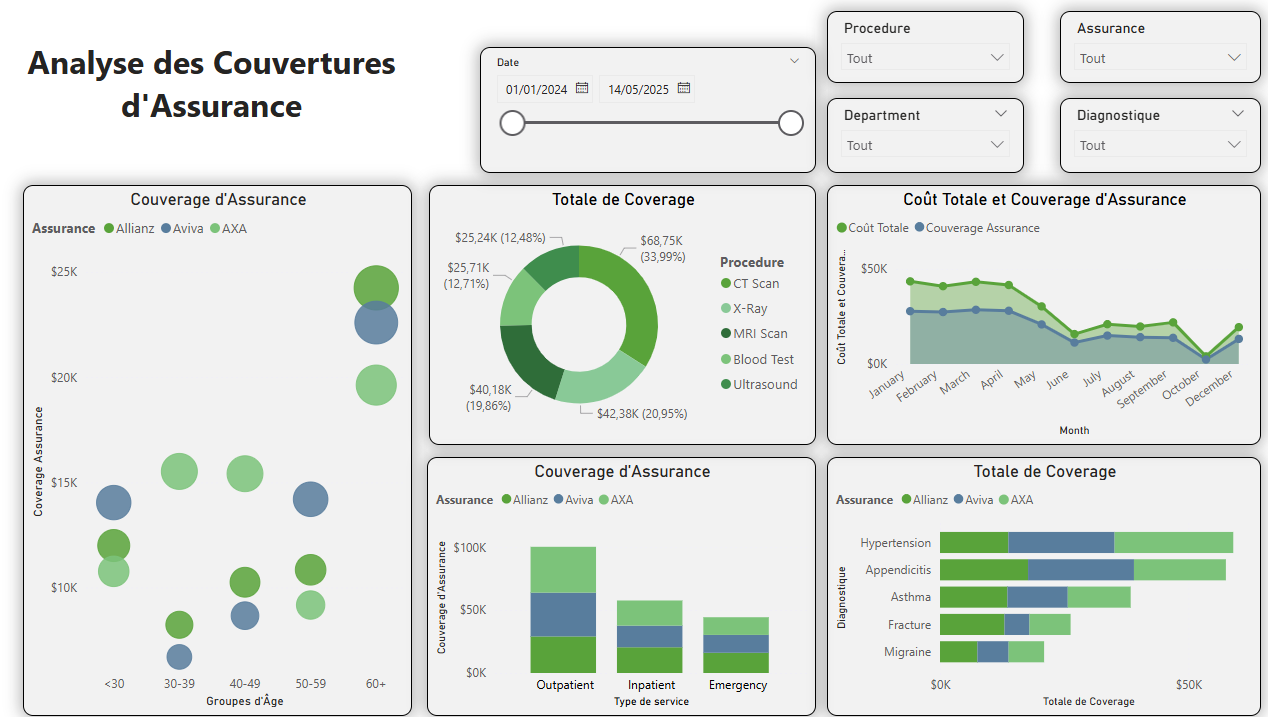 Analyse des Couvertures
d'Assurance
Date
01/01/2024
14/05/2025
Procedure
Tout
Assurance
Tout
Department
Tout
Diagnostique
Tout
Couverage d'Assurance
Assurance
Allianz
Aviva
AXA
Coverage Assurance
$25K
$20K
$15K
$10K
<30
30-39
40-49
50-59
60+
Groupes d'Âge
Totale de Coverage
$25,24K (12,48%)
$68,75K
(33,99%)
$25,71K
(12,71%)
$40,18K
(19,86%)
$42,38K (20,95%)
Procedure
CT Scan
X-Ray
MRI Scan
Blood Test
Ultrasound
Coût Totale et Couverage d'Assurance
Coût Totale
Couverage Assurance
Coût Totale et Couvera...
$50K
$0K
January
February
March
April
May
June
July
August
September
October
December
Month
Couverage d'Assurance
Assurance
Allianz
Aviva
AXA
Couverage d'Assurance
$100K
$50K
$0K
Outpatient
Inpatient
Emergency
Type de service
Totale de Coverage
Assurance
Allianz
Aviva
AXA
Diagnostique
Hypertension
Appendicitis
Asthma
Fracture
Migraine
$0K
$50K
Totale de Coverage